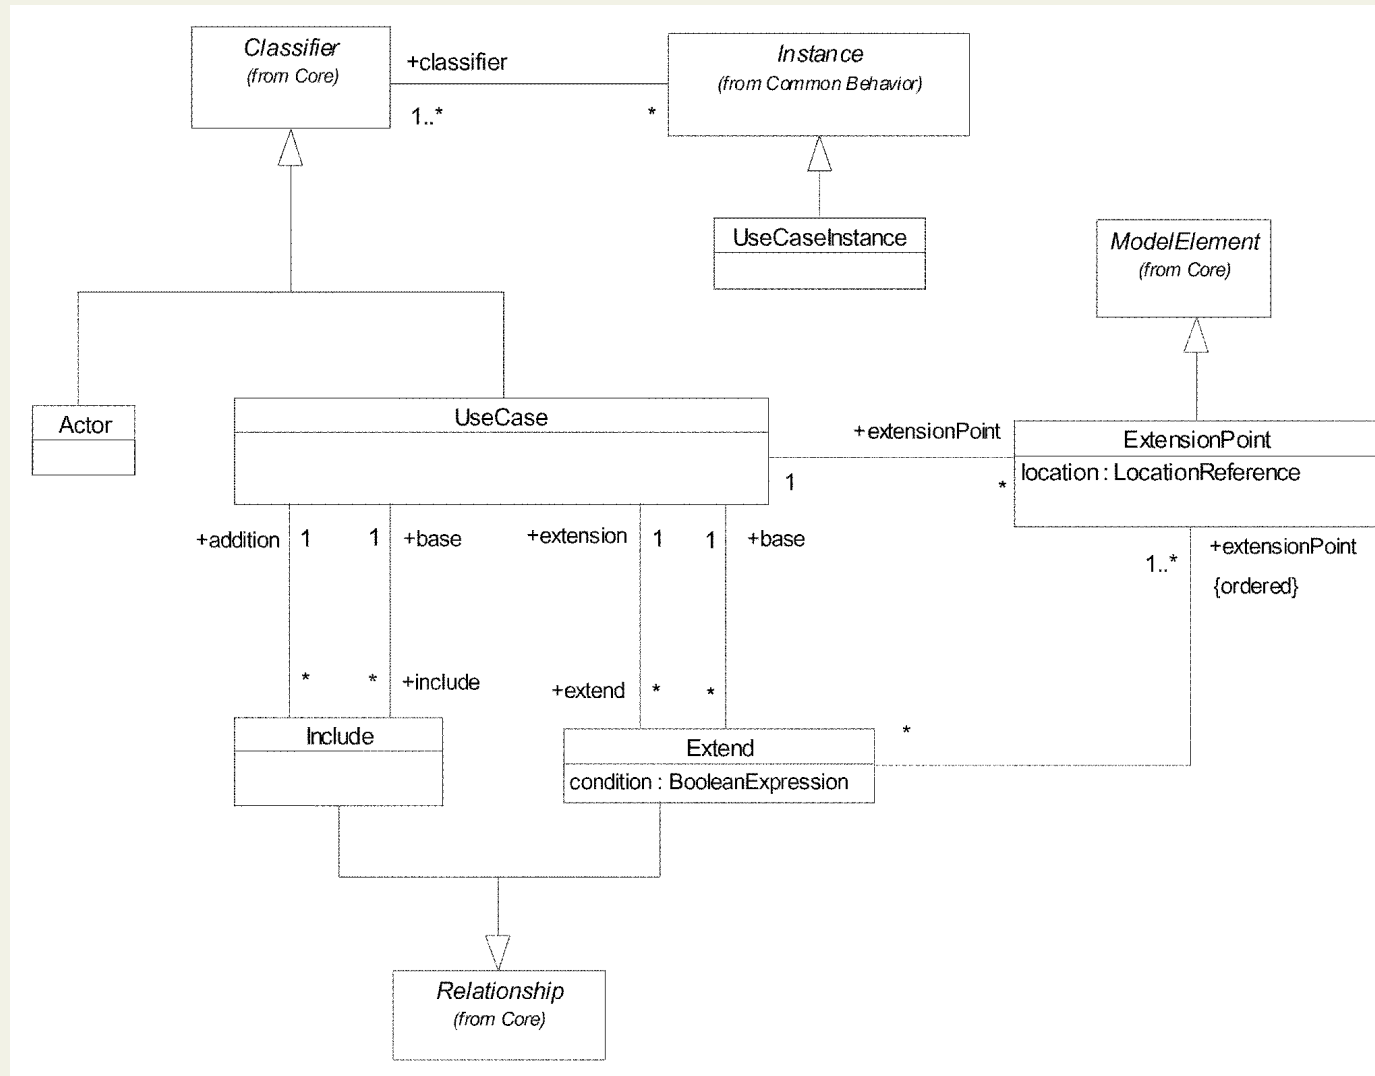 Classifier
(from Core)
+classifier
1..*
*
Instance
(from Common Behavior)
UseCaseInstance
ModelElement
(from Core)
Actor
UseCase
+extensionPoint
1
*
ExtensionPoint
location : LocationReference
+addition
1
1
+base
+extension
1
1
+base
1..*
+extensionPoint
{ordered}
*
*
+include
+extend
*
*
*
Include
Extend
condition : BooleanExpression
Relationship
(from Core)